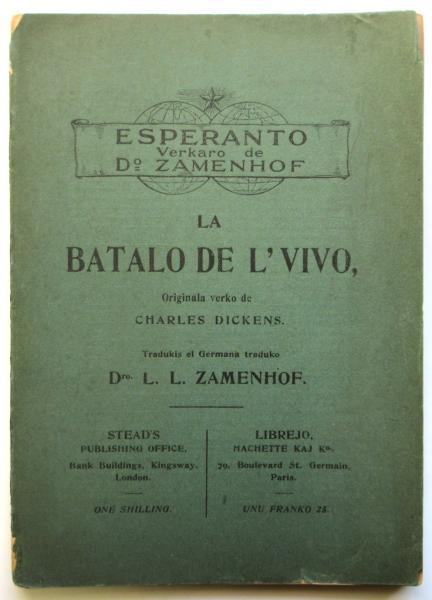 ESPERANTO
Verkaro de
Dº ZAMENHOF
LA
BATALO DE L' VIVO,
Originala verko de
CHARLES DICKENS.
Tradukis el Germana traduko
Dro. L. L. ZAMENHOF.
STEAD'S
PUBLISHING OFFICE,
Bank Buildings, Kingsway,
London.
ONE SHILLING.
LIBREJO,
HACHETTE KAJ Ko.
79, Boulevard St. Germain,
Paris.
UNU FRANKO 25.